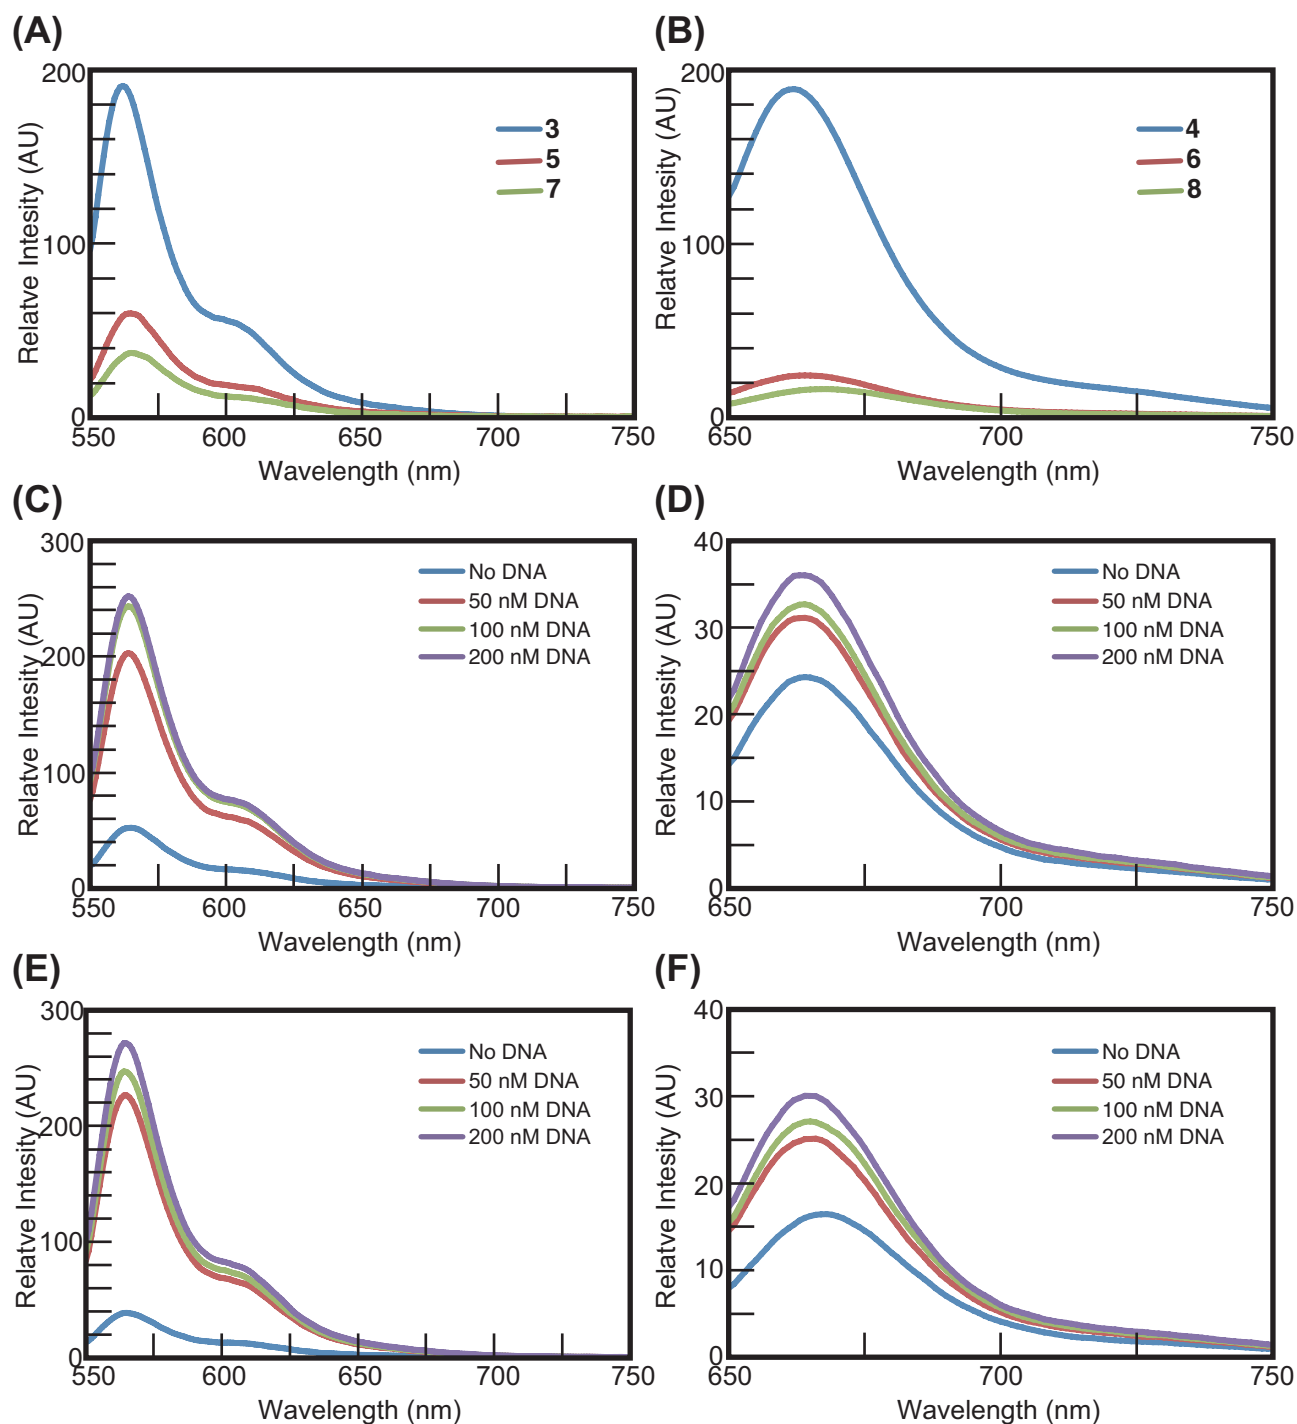 (A)
200
100
0
Relatve Intesity (AU)
3
5
7
550 600 650 700 750
Wavelength (nm)
(B)
200
100
0
Relatve Intesity (AU)
4
6
8
650 700 750
Wavelength (nm)
(C)
300
200
100
0
Relatve Intesity (AU)
No DNA
50 nM DNA
100 nM DNA
200 nM DNA
550 600 650 700 750
Wavelength (nm)
(D)
40
30
20
10
0
Relatve Intesity (AU)
No DNA
50 nM DNA
100 nM DNA
200 nM DNA
650 700 750
Wavelength (nm)
(E)
300
200
100
0
Relatve Intesity (AU)
No DNA
50 nM DNA
100 nM DNA
200 nM DNA
550 600 650 700 750
Wavelength (nm)
(F)
40
30
20
10
0
Relatve Intesity (AU)
No DNA
50 nM DNA
100 nM DNA
200 nM DNA
650 700 750
Wavelength (nm)